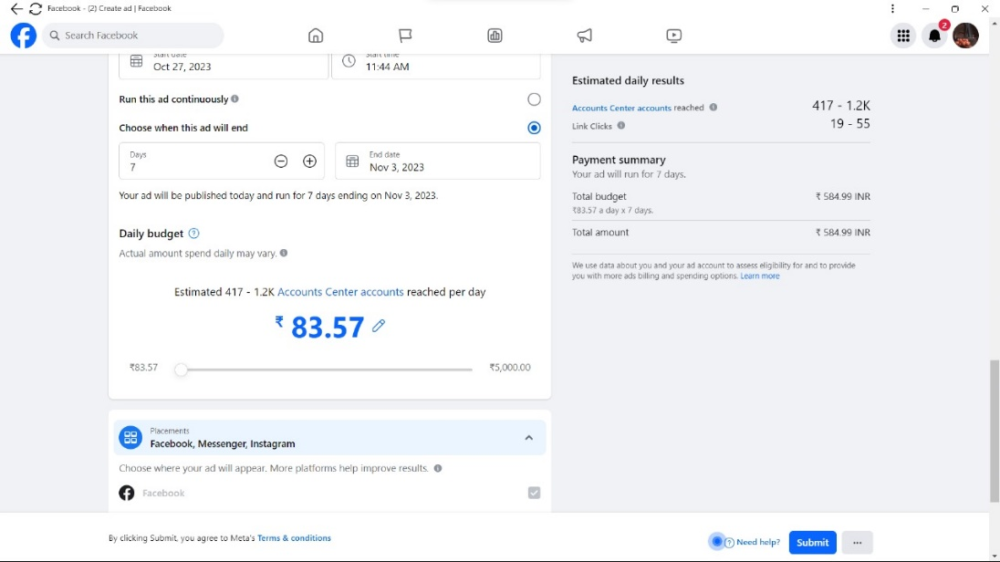 Facebook - (2) Create ad | Facebook
Search Facebook
2
Start date
Oct 27, 2023
Start time
11:44 AM
Run this ad continuously
Choose when this ad will end
Days
7
End date
Nov 3, 2023
Your ad will be published today and run for 7 days ending on Nov 3, 2023.
Daily budget
Actual amount spend daily may vary.
Estimated 417 - 1.2K Accounts Center accounts reached per day
₹ 83.57
₹83.57
₹5,000.00
Placements
Facebook, Messenger, Instagram
Choose where your ad will appear. More platforms help improve results.
Facebook
Estimated daily results
Accounts Center accounts reached 417 - 1.2K
Link Clicks 19 - 55
Payment summary
Your ad will run for 7 days.
Total budget ₹ 584.99 INR
₹83.57 a day x 7 days.
Total amount ₹ 584.99 INR
We use data about you and your ad account to assess eligibility for and to provide
you with more ads billing and spending options. Learn more
By clicking Submit, you agree to Meta's Terms & conditions
Need help?
Submit